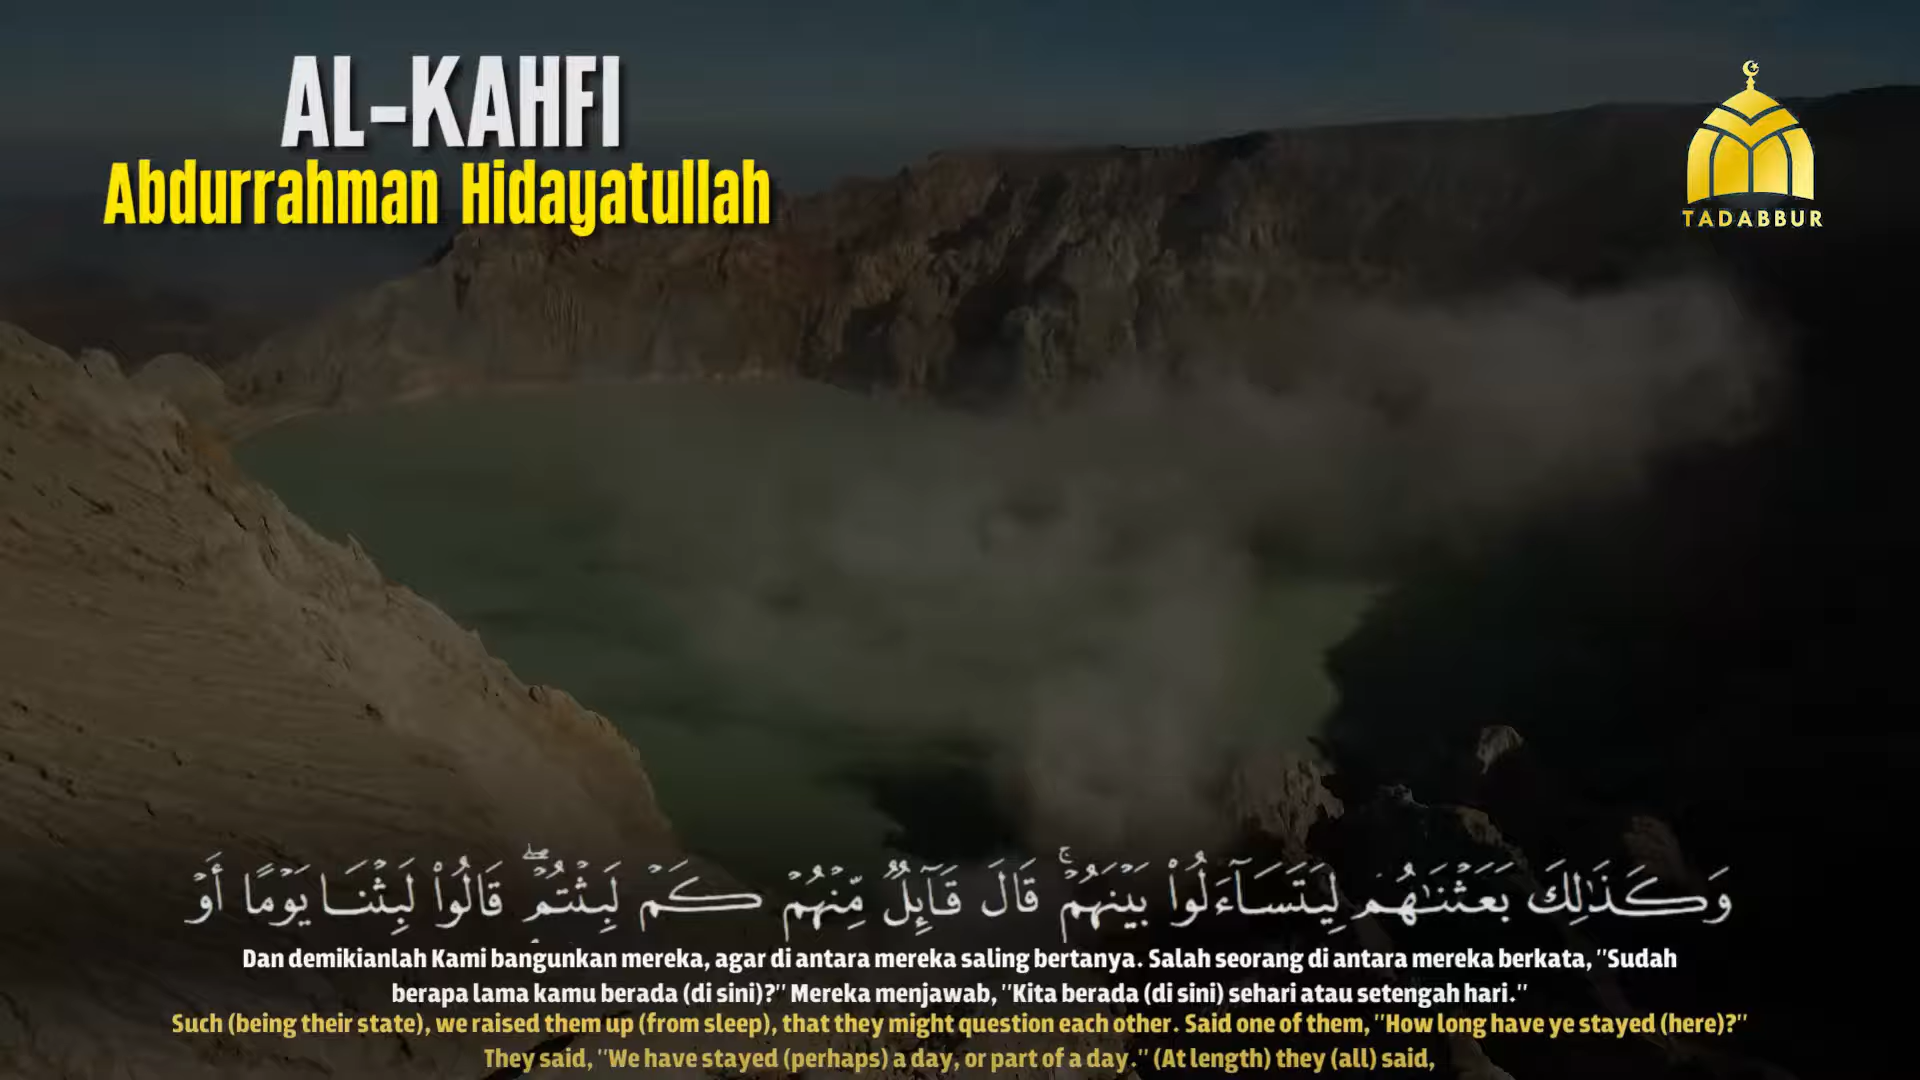 AL-KAHFI
Abdurrahman Hidayatullah
TADABBUR
وَكَذَٰلِكَ بَعَثْنَٰهُمْ لِيَتَسَآءَلُوا۟ بَيْنَهُمْ ۚ قَالَ قَآئِلٌ مِّنْهُمْ كَمْ لَبِثْتُمْ ۖ قَالُوا۟ لَبِثْنَا يَوْمًا أَوْ
Dan demikianlah Kami bangunkan mereka, agar di antara mereka saling bertanya. Salah seorang di antara mereka berkata, "Sudah
berapa lama kamu berada (di sini)?" Mereka menjawab, "Kita berada (di sini) sehari atau setengah hari."
Such (being their state), we raised them up (from sleep), that they might question each other. Said one of them, "How long have ye stayed (here)?"
They said, "We have stayed (perhaps) a day, or part of a day." (At length) they (all) said,